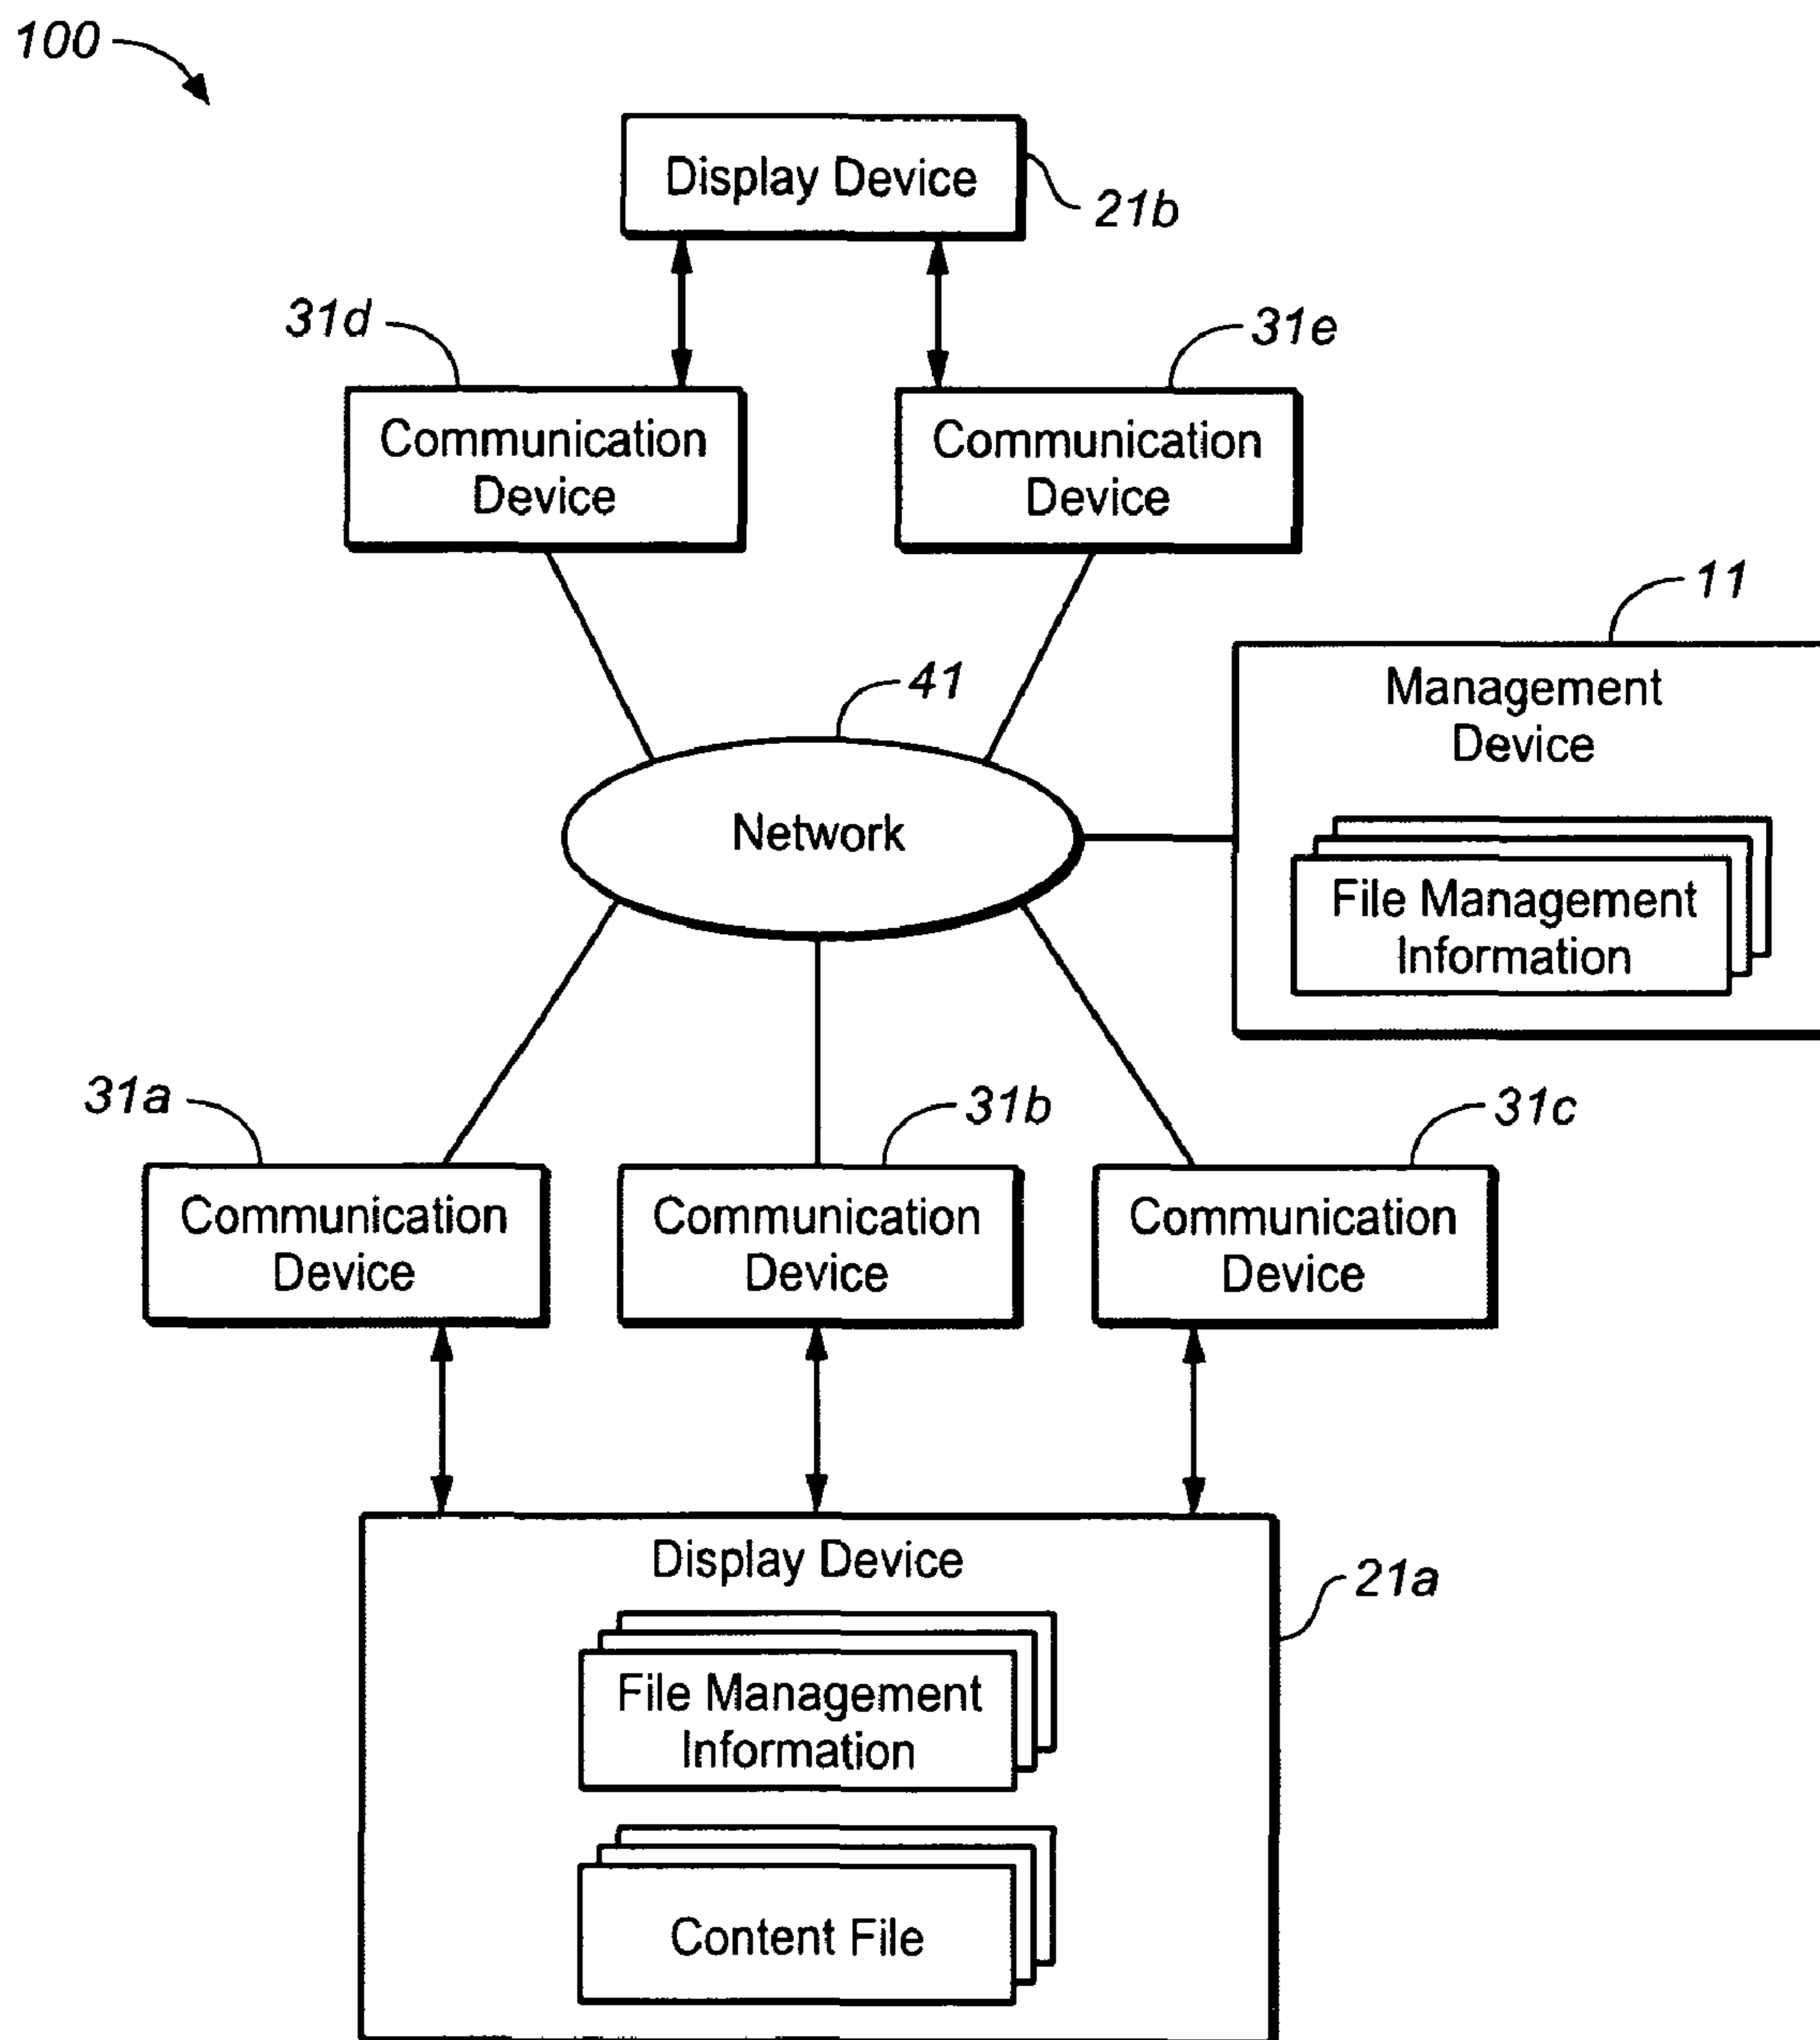 100
Display Device
21b
31d
31e
Communication
Device
Communication
Device
11
Management
Device
41
Network
File Management
Information
31a
31b
31c
Communication
Device
Communication
Device
Communication
Device
Display Device
21a
File Management
Information
Content File